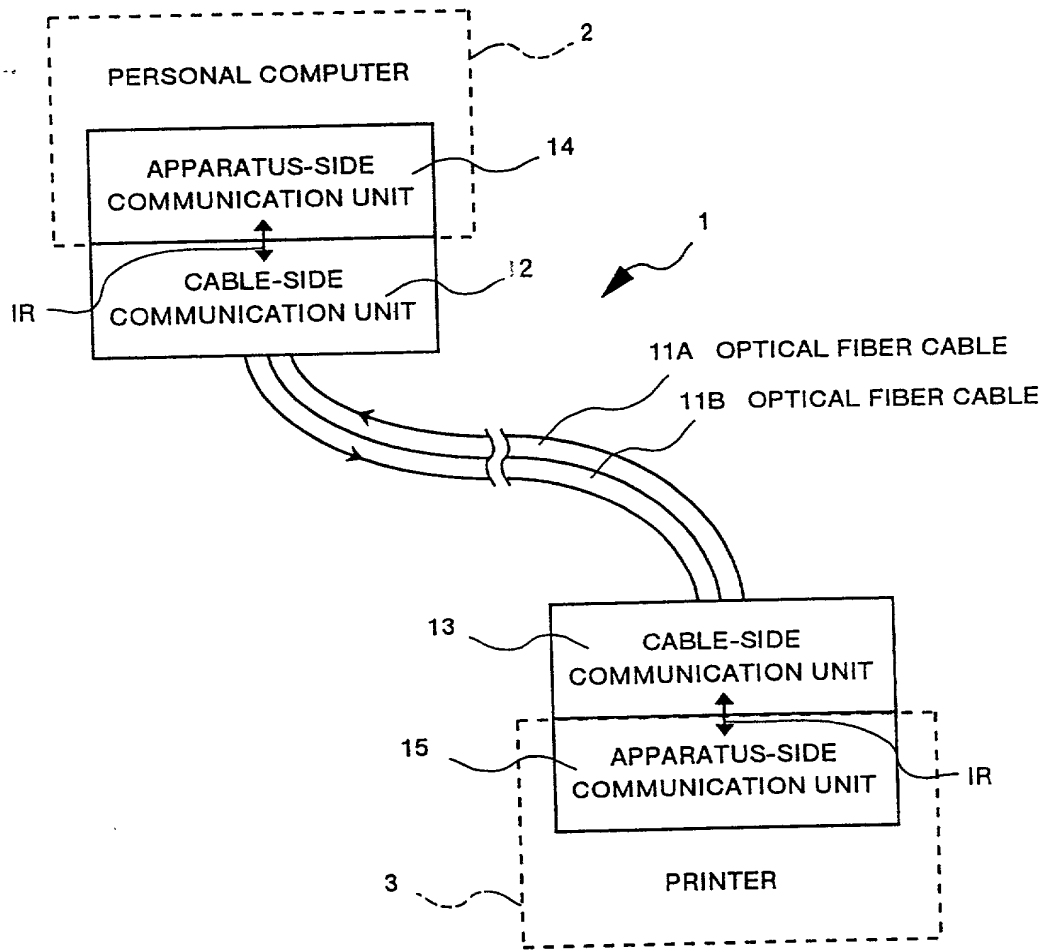 2
PERSONAL COMPUTER
14
APPARATUS-SIDE
COMMUNICATION UNIT
1
12
CABLE-SIDE
COMMUNICATION UNIT
IR
11A OPTICAL FIBER CABLE
11B OPTICAL FIBER CABLE
13
CABLE-SIDE
COMMUNICATION UNIT
15
APPARATUS-SIDE
COMMUNICATION UNIT
IR
3
PRINTER